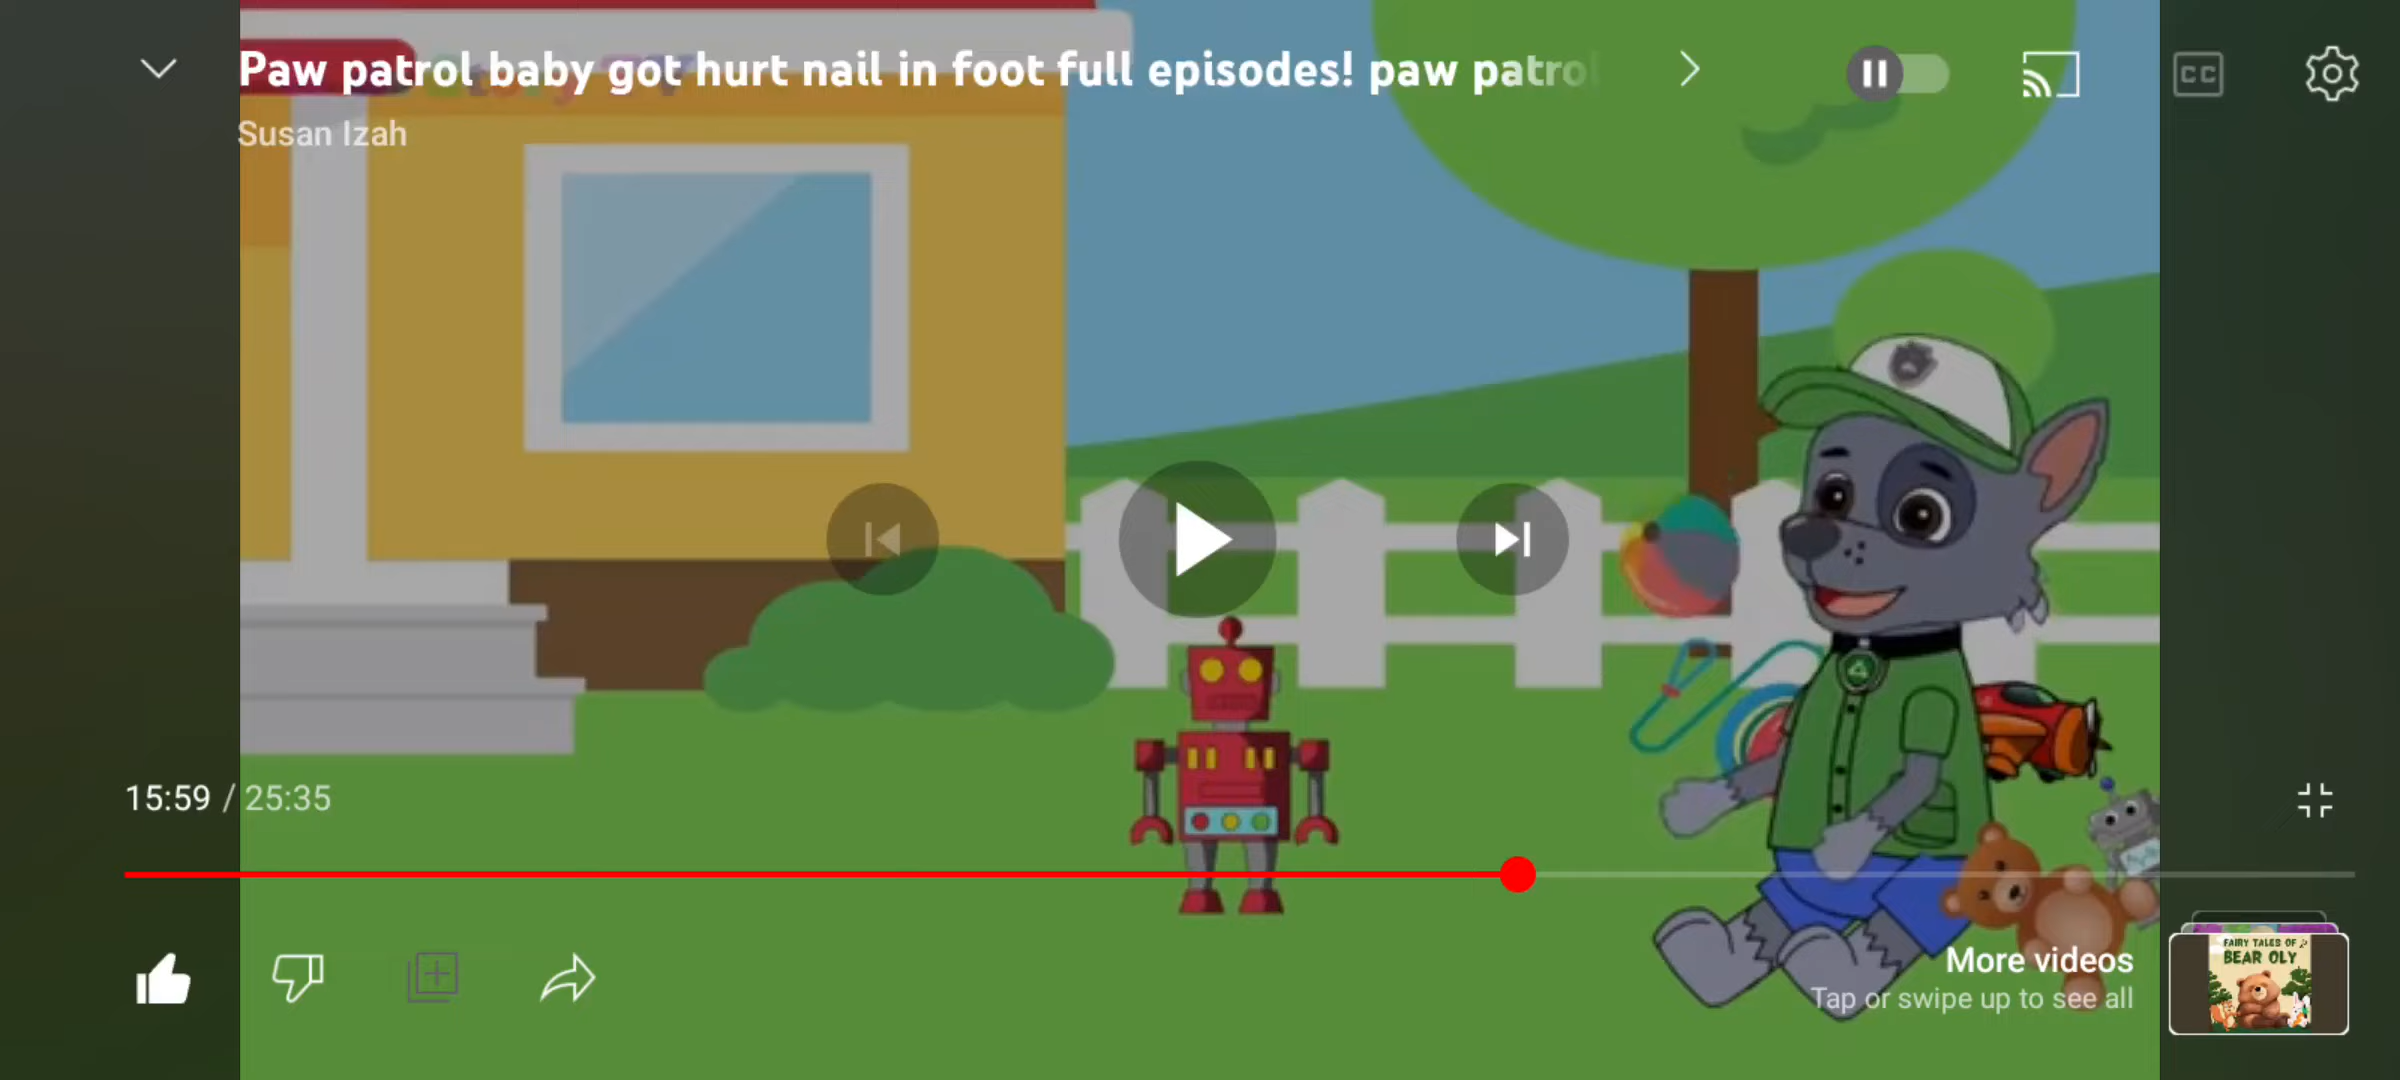 Paw patrol baby got hurt nail in foot full episodes! paw patrol
Susan Izah
CC
15:59 / 25:35
More videos
Tap or swipe up to see all
FAIRY TALES OF
BEAR OLY